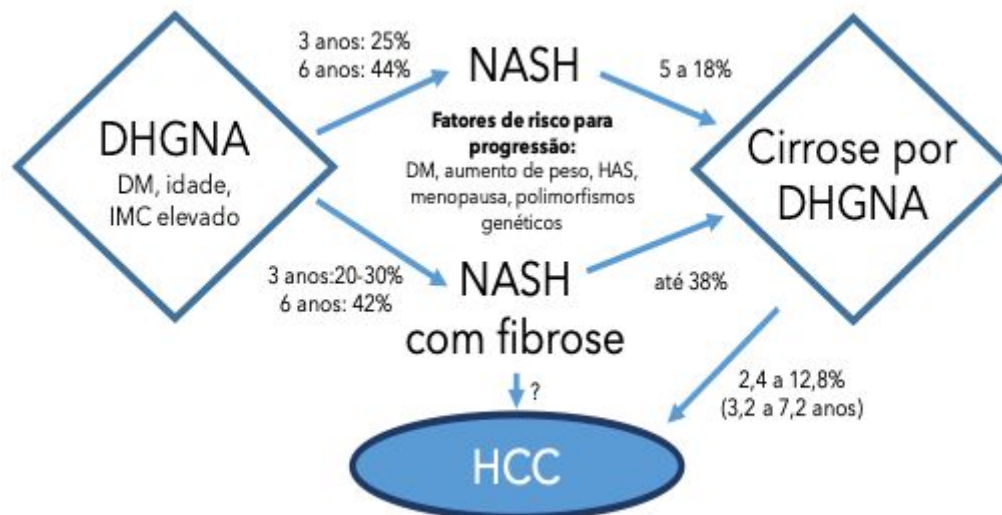 DHGNA
DM, idade,
IMC elevado
3 anos: 25%
6 anos: 44%
NASH
5 a 18%
Fatores de risco para
progressão:
DM, aumento de peso, HAS,
menopausa, polimorfismos
genéticos
3 anos:20-30%
6 anos: 42%
NASH
com fibrose
até 38%
Cirrose por
DHGNA
?
2,4 a 12,8%
(3,2 a 7,2 anos)
HCC